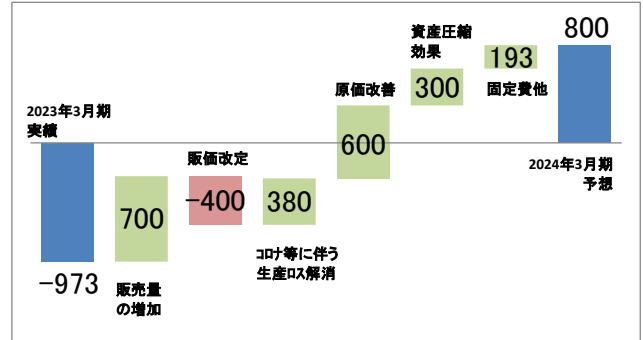 2023年3月期
実績
-973
700
販売量
の増加
販価改定
-400
380
コロナ等に伴う
生産ロス解消
原価改善
600
資産圧縮
効果
300
193
固定費他
800
2024年3月期
予想